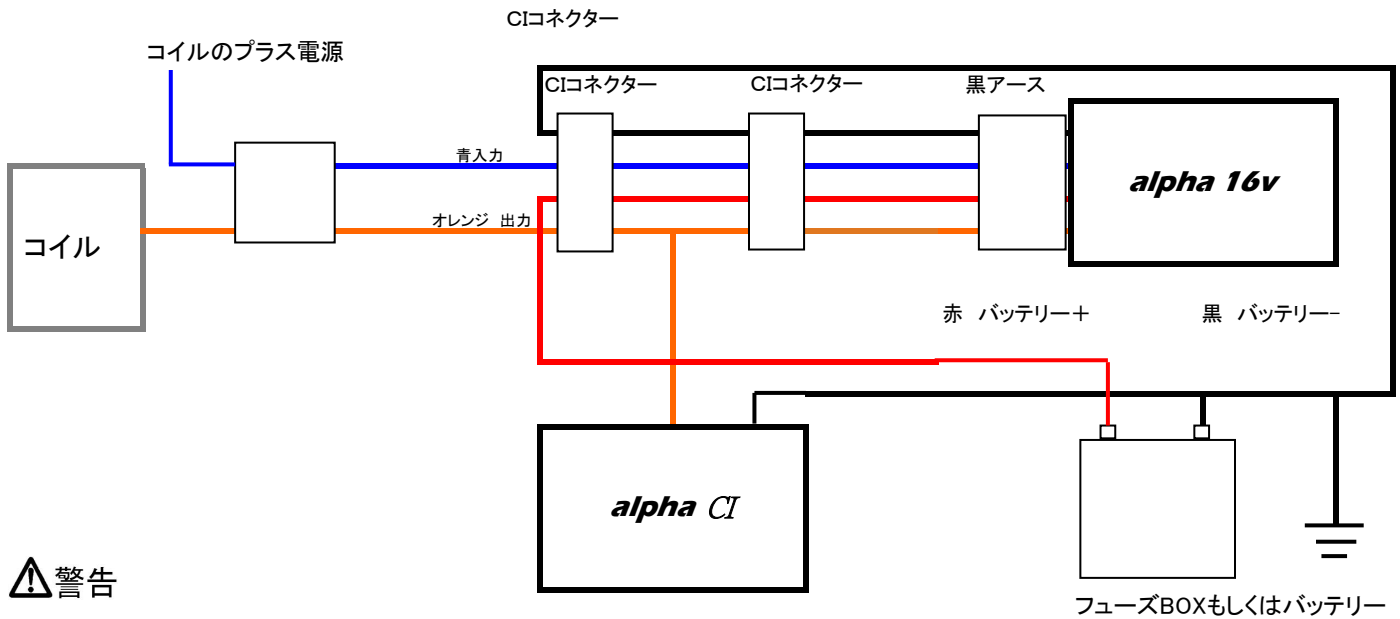 CIコネクター
コイルのプラス電源
CIコネクター
CIコネクター
黒アース
青入力
alpha 16v
オレンジ 出力
コイル
赤 バッテリー＋
黒 バッテリー−
alpha CI
⚠警告
フューズBOXもしくはバッテリー